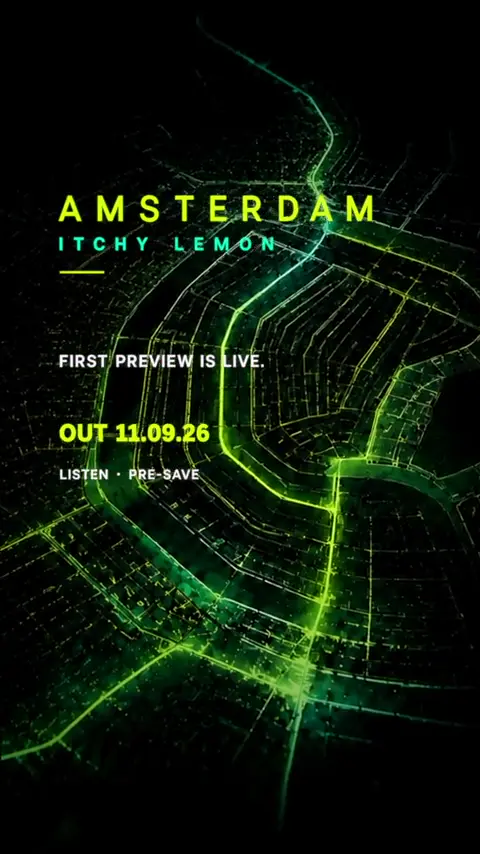 AMSTERDAM
ITCHY LEMON
FIRST PREVIEW IS LIVE.
OUT 11.09.26
LISTEN · PRE-SAVE